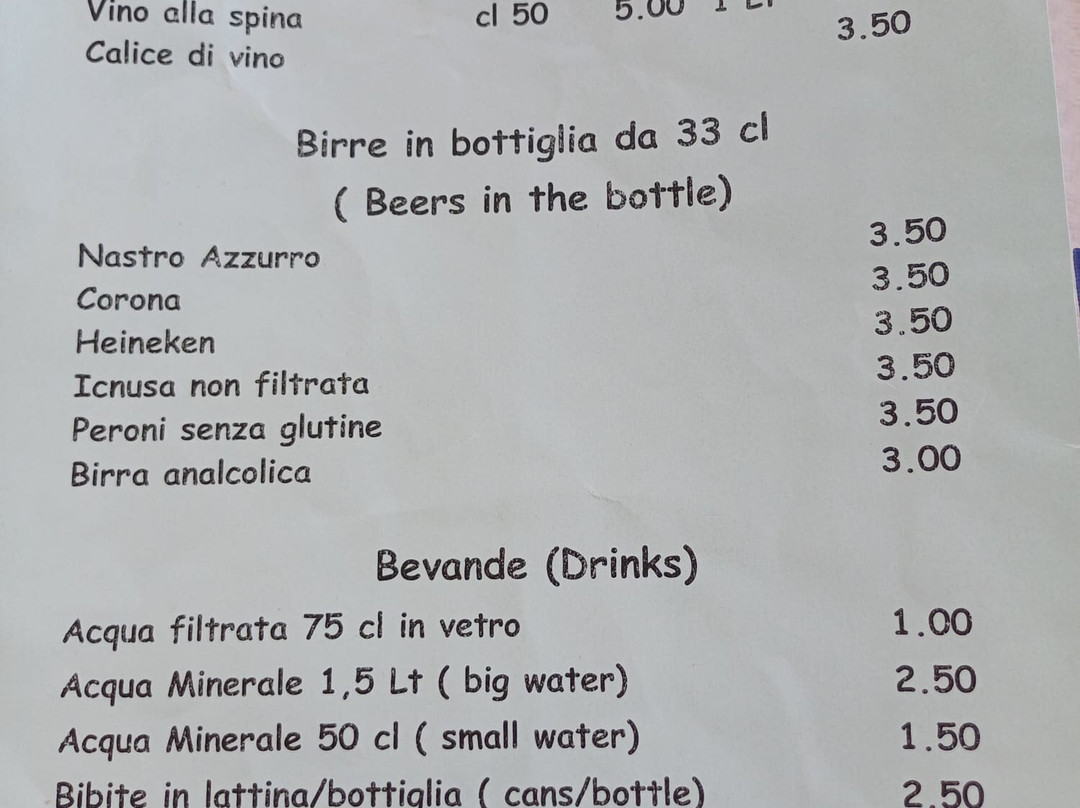 Vino alla spina cl 50 5.00 1 Lt
Calice di vino 3.50
Birre in bottiglia da 33 cl
( Beers in the bottle)
Nastro Azzurro 3.50
Corona 3.50
Heineken 3.50
Icnusa non filtrata 3.50
Peroni senza glutine 3.50
Birra analcolica 3.00
Bevande (Drinks)
Acqua filtrata 75 cl in vetro 1.00
Acqua Minerale 1,5 Lt ( big water) 2.50
Acqua Minerale 50 cl ( small water) 1.50
Bibite in lattina/bottiglia ( cans/bottle) 2.50